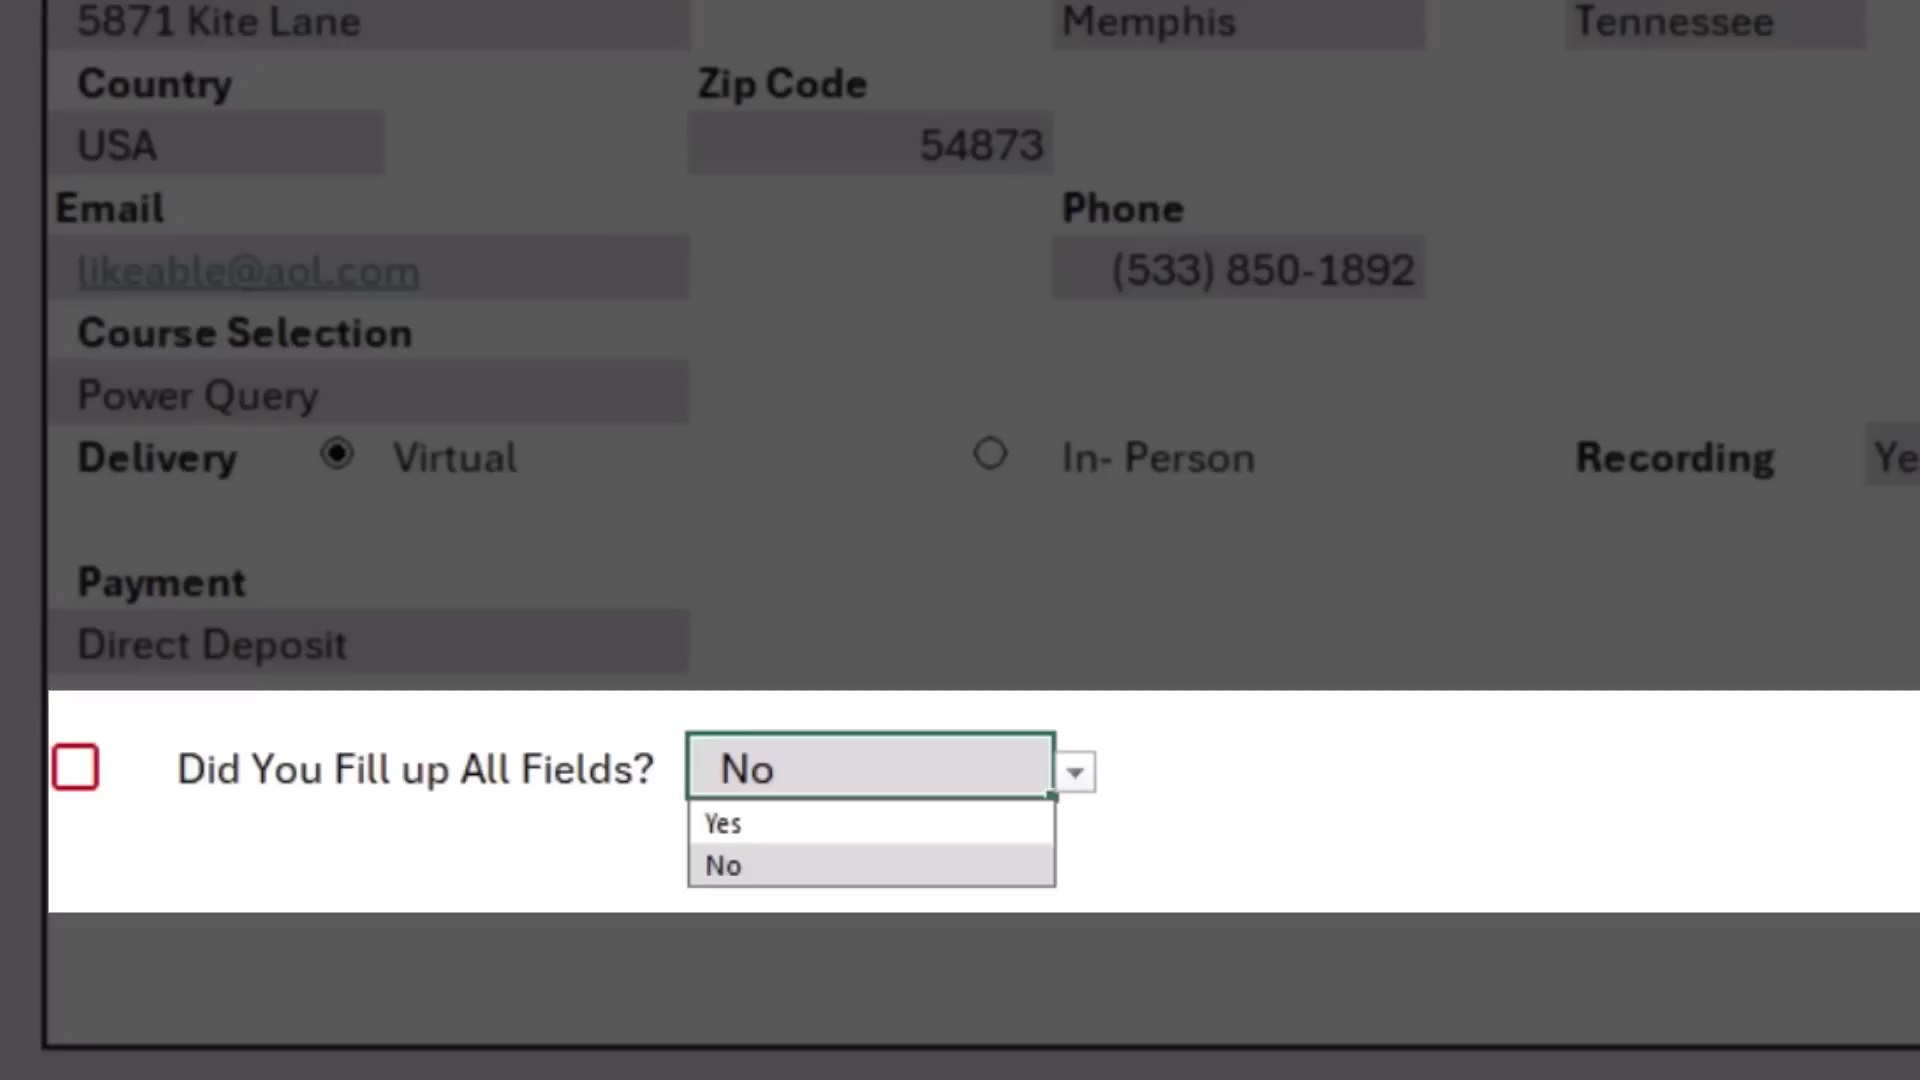 5871 Kite Lane Memphis Tennessee
Country Zip Code
USA 54873
Email Phone
likeable@aol.com (533) 850-1892
Course Selection
Power Query
Delivery Virtual In- Person Recording Ye
Payment
Direct Deposit
Did You Fill up All Fields? No
Yes
No